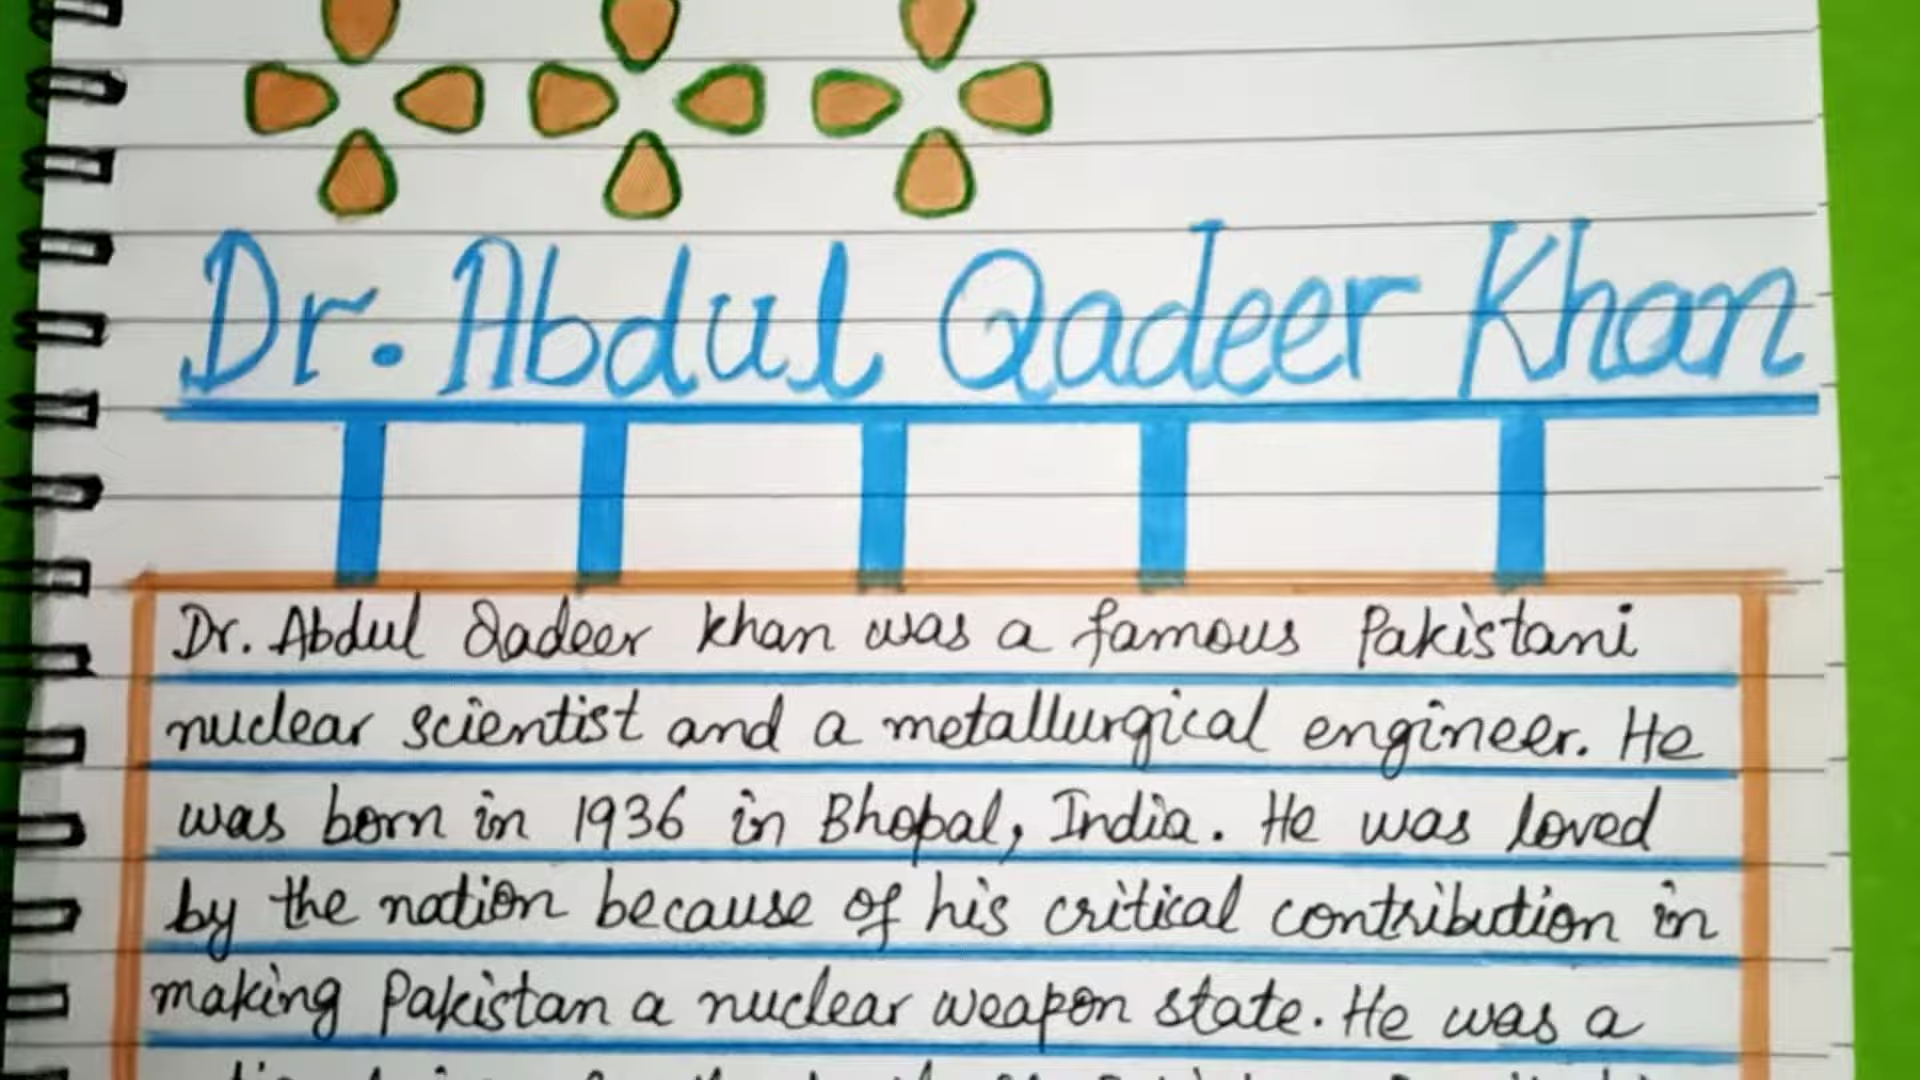 Dr. Abdul Qadeer Khan
Dr. Abdul Qadeer khan was a famous Pakistani
nuclear scientist and a metallurgical engineer. He
was born in 1936 in Bhopal, India. He was loved
by the nation because of his critical contribution in
making Pakistan a nuclear weapon state. He was a